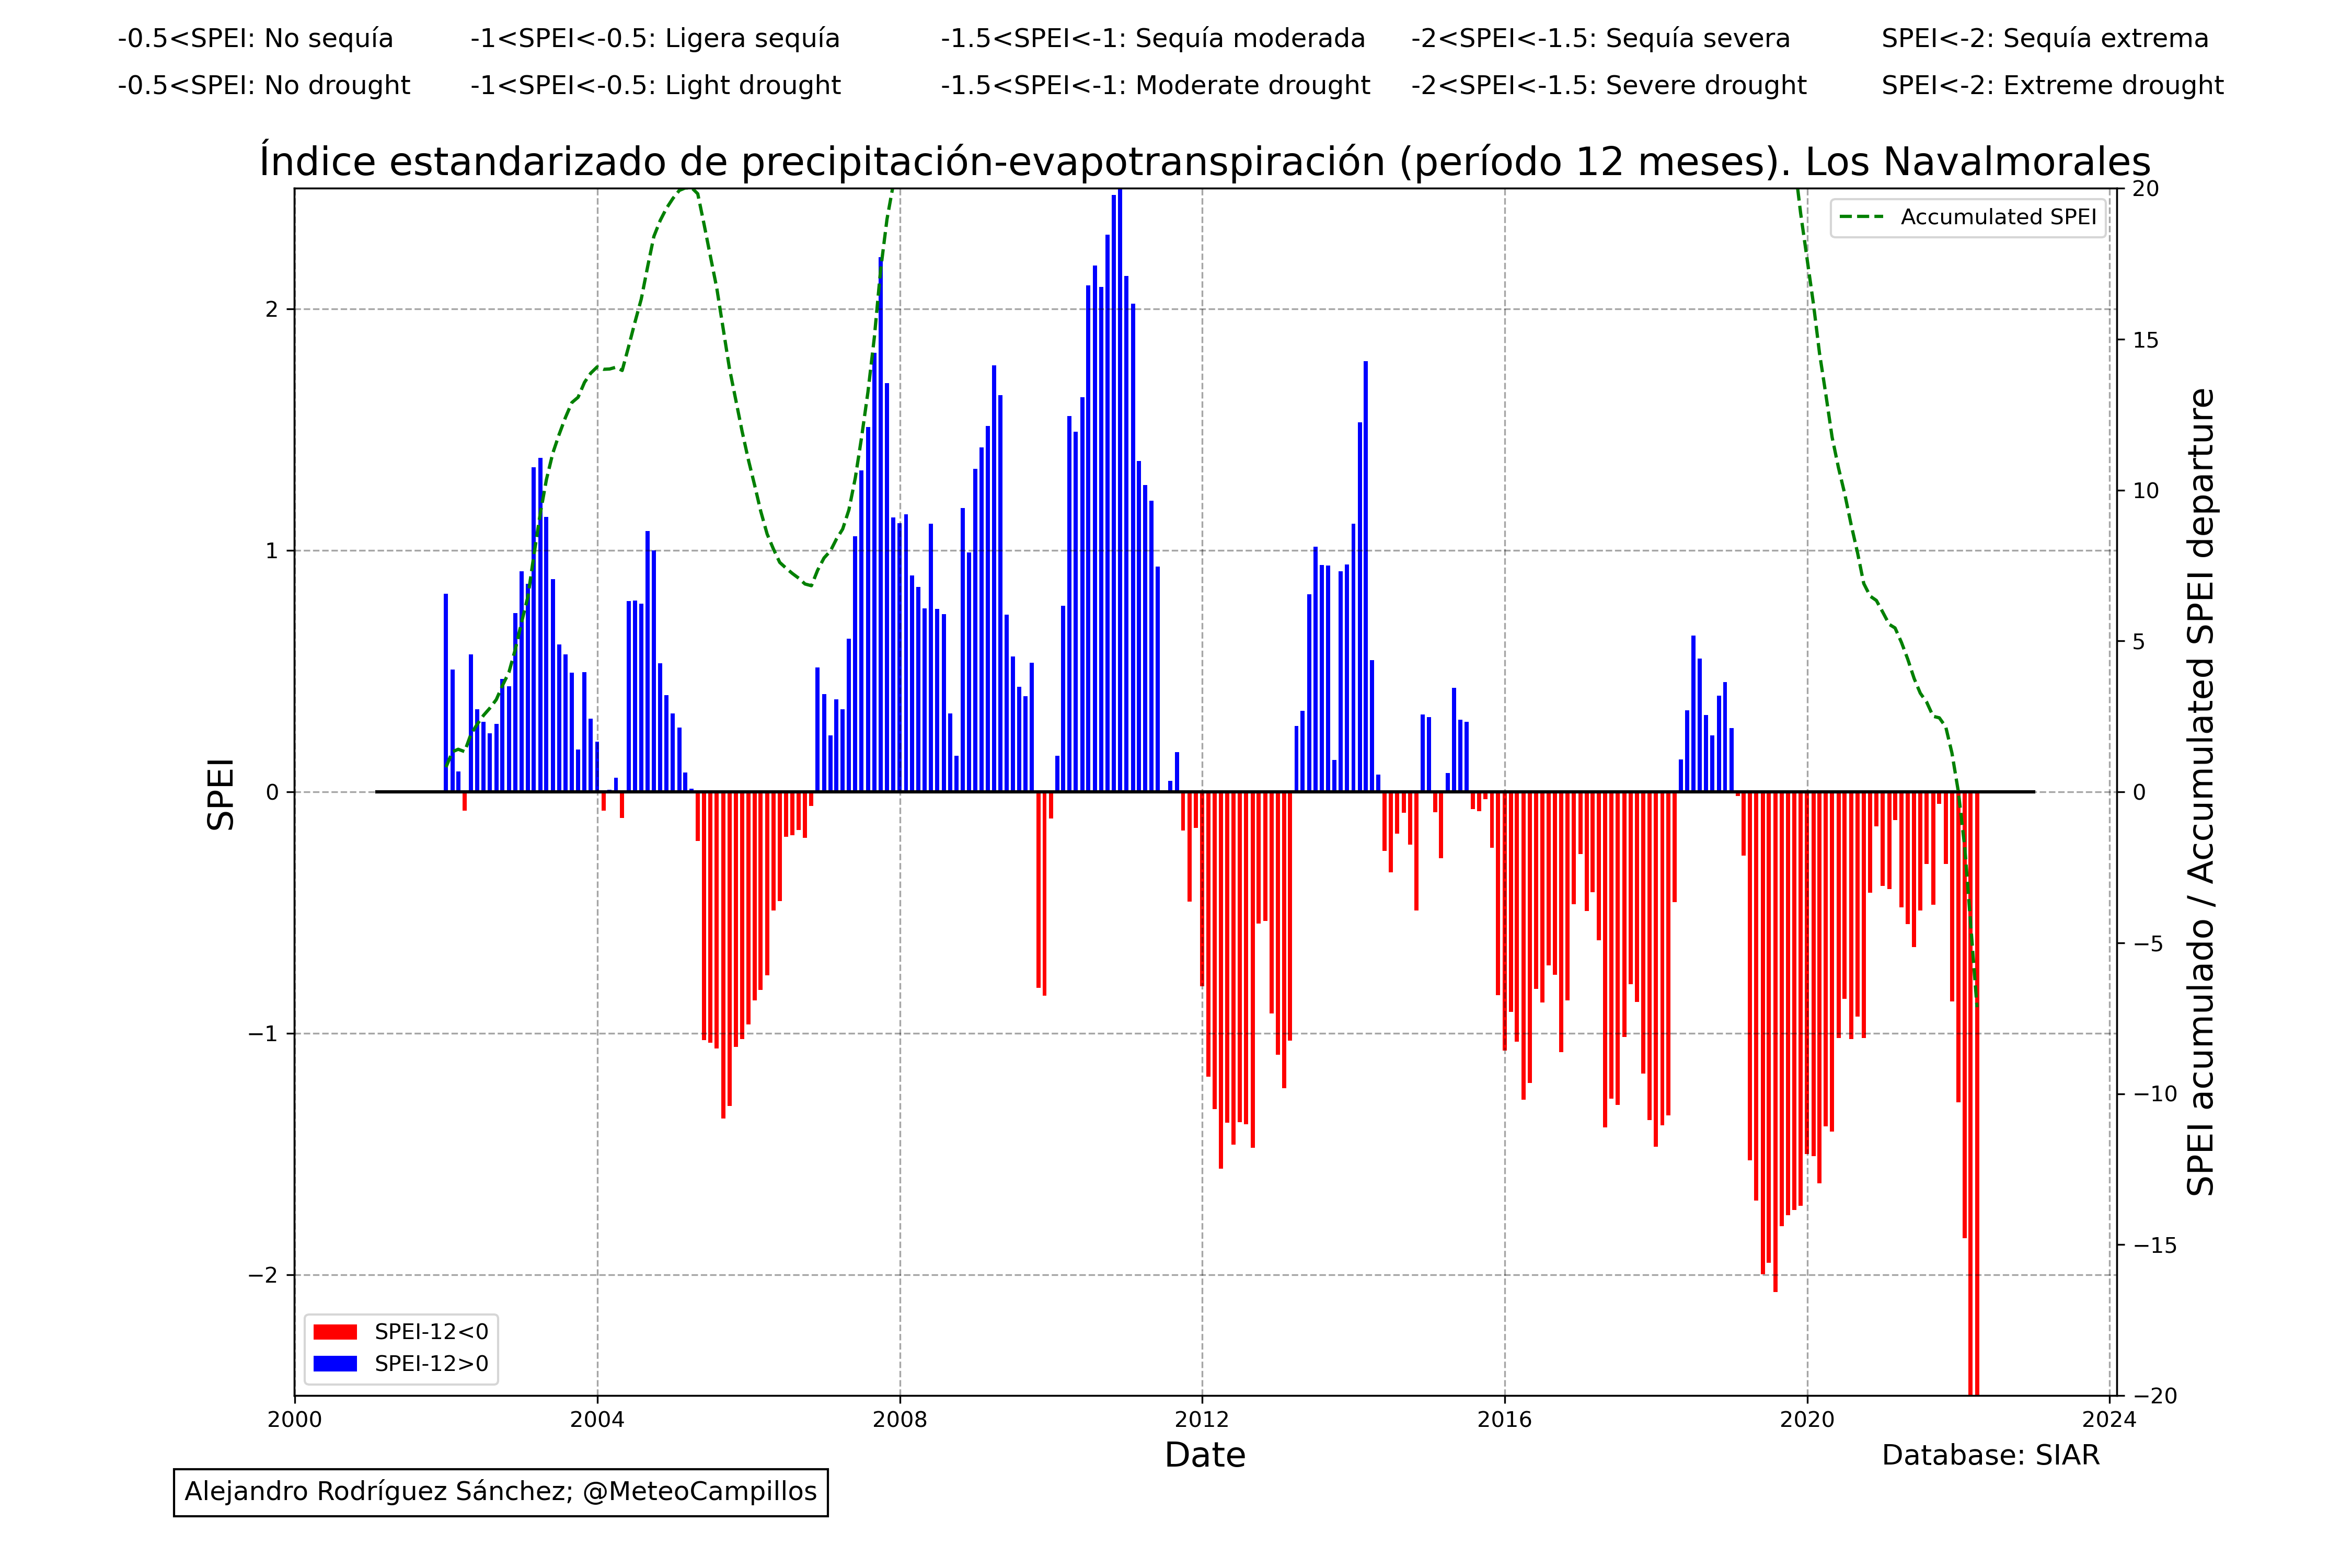 -0.5<SPEI: No sequía
-1<SPEI<-0.5: Ligera sequía
-1.5<SPEI<-1: Sequía moderada
-2<SPEI<-1.5: Sequía severa
SPEI<-2: Sequía extrema
-0.5<SPEI: No drought
-1<SPEI<-0.5: Light drought
-1.5<SPEI<-1: Moderate drought
-2<SPEI<-1.5: Severe drought
SPEI<-2: Extreme drought
Índice estandarizado de precipitación-evapotranspiración (período 12 meses). Los Navalmorales
SPEI
2
1
0
−1
−2
20
15
10
5
0
−5
−10
−15
−20
SPEI acumulado / Accumulated SPEI departure
Accumulated SPEI
SPEI-12<0
SPEI-12>0
2000
2004
2008
2012
2016
2020
2024
Date
Database: SIAR
Alejandro Rodríguez Sánchez; @MeteoCampillos